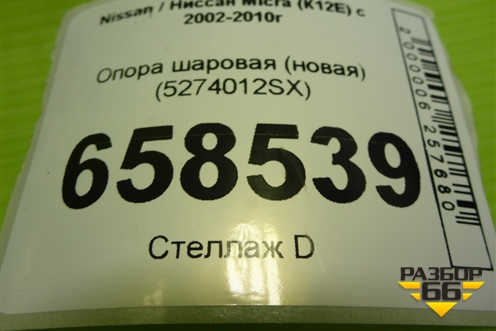 Nissan / Ниссан Micra (K12E) с
2002-2010г
Опора шаровая (новая)
(5274012SX)
658539
Стеллаж D
2000006257680
РАЗБОР
66